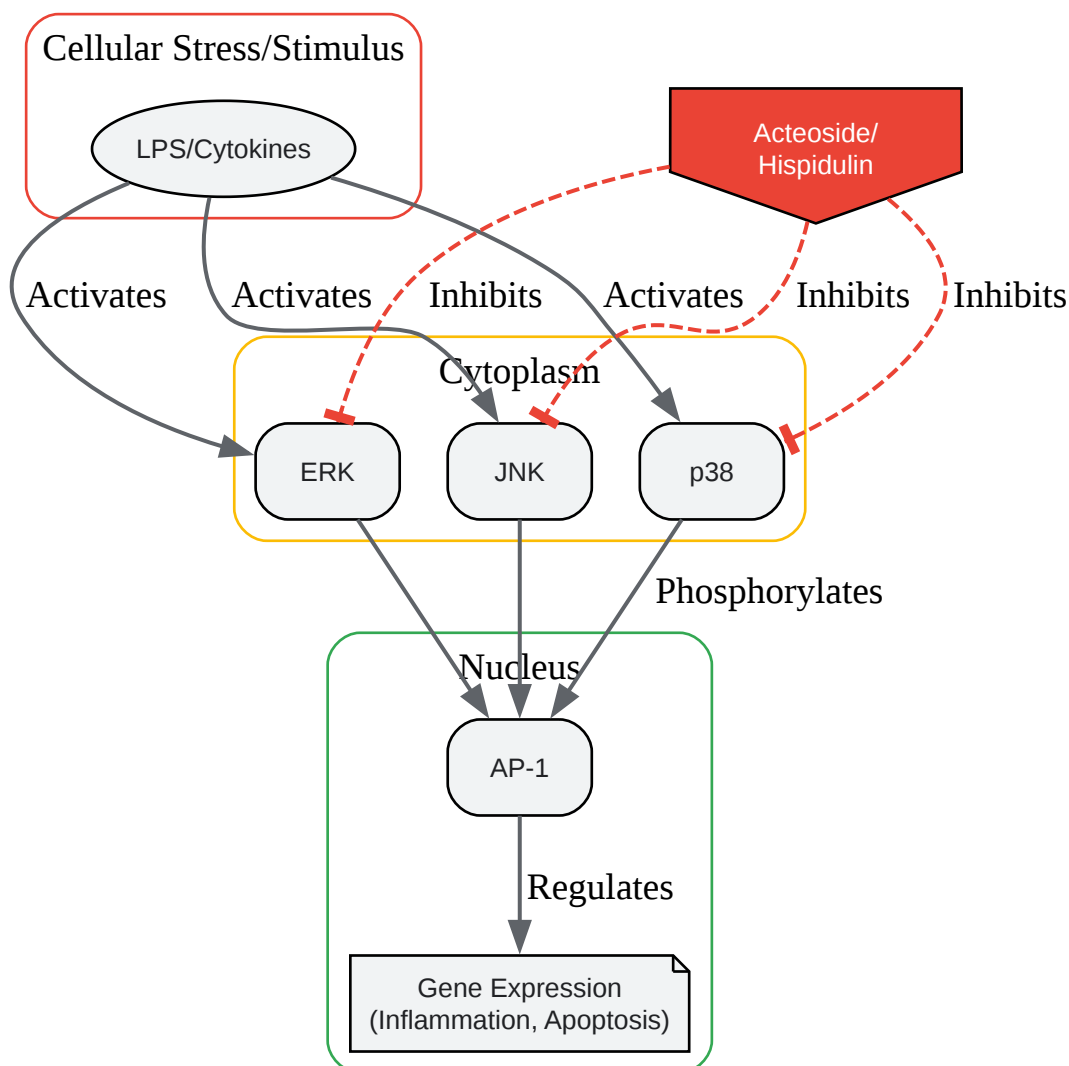 Cellular Stress/Stimulus
LPS/Cytokines
Acteoside/
Hispidulin
Activates
Activates
Inhibits
Activates
Inhibits
Inhibits
Cytoplasm
ERK
JNK
p38
Phosphorylates
Nucleus
AP-1
Regulates
Gene Expression
(Inflammation, Apoptosis)